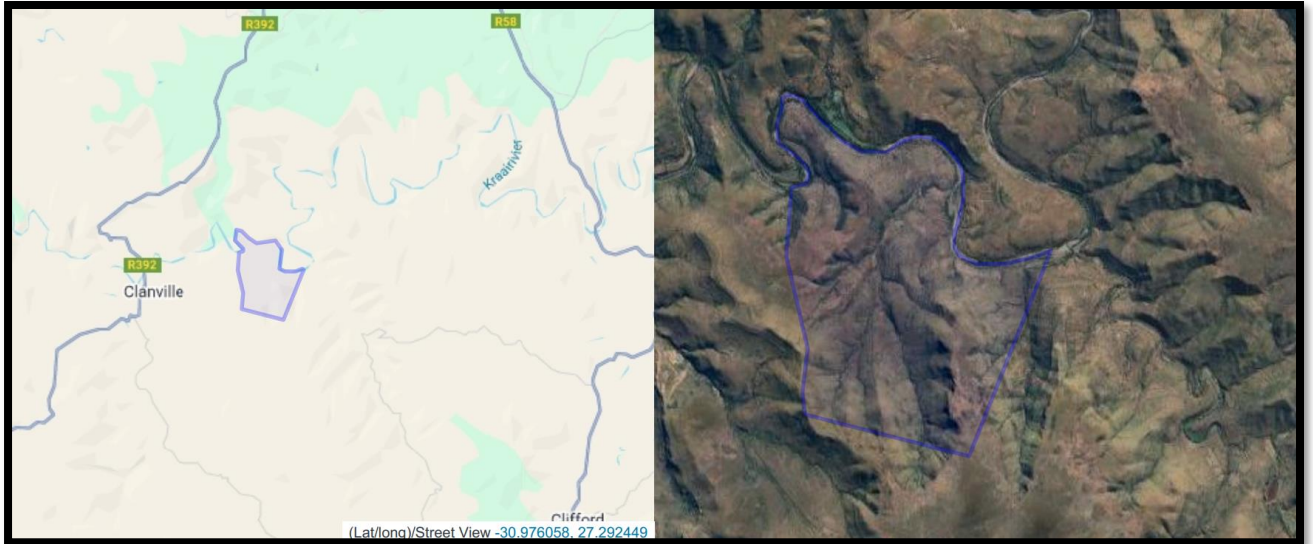 R392
R58
Kraairivier
R392
Clanville
Clifford
(Lat/long)/Street View -30.976058, 27.292449